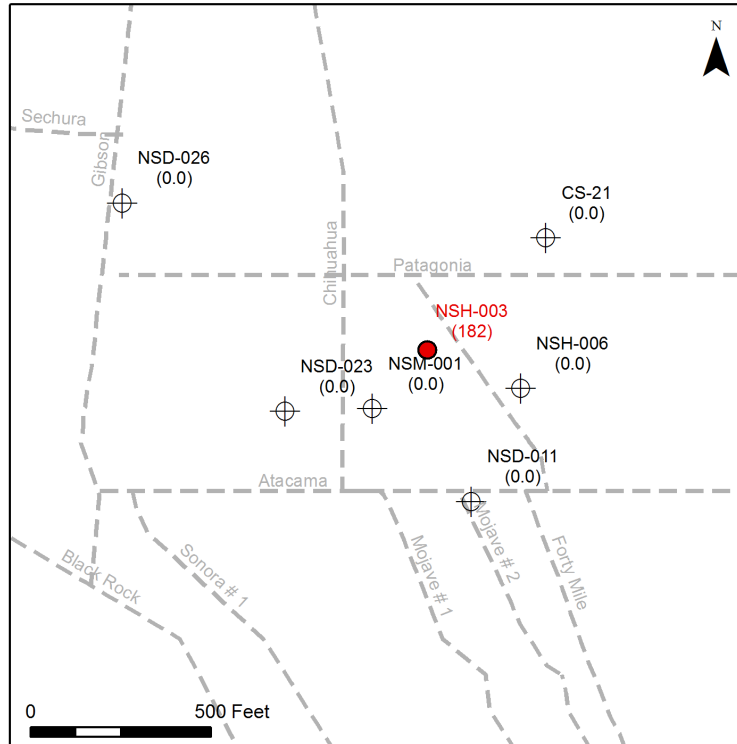 N
Sechura
Gibson
NSD-026
(0.0)
CS-21
(0.0)
Chihuahua
Patagonia
NSH-003
(182)
NSD-023
(0.0)
NSM-001
(0.0)
NSH-006
(0.0)
NSD-011
(0.0)
Atacama
Black Rock
Sonora # 1
Mojave # 1
Mojave # 2
Forty Mile
0
500 Feet